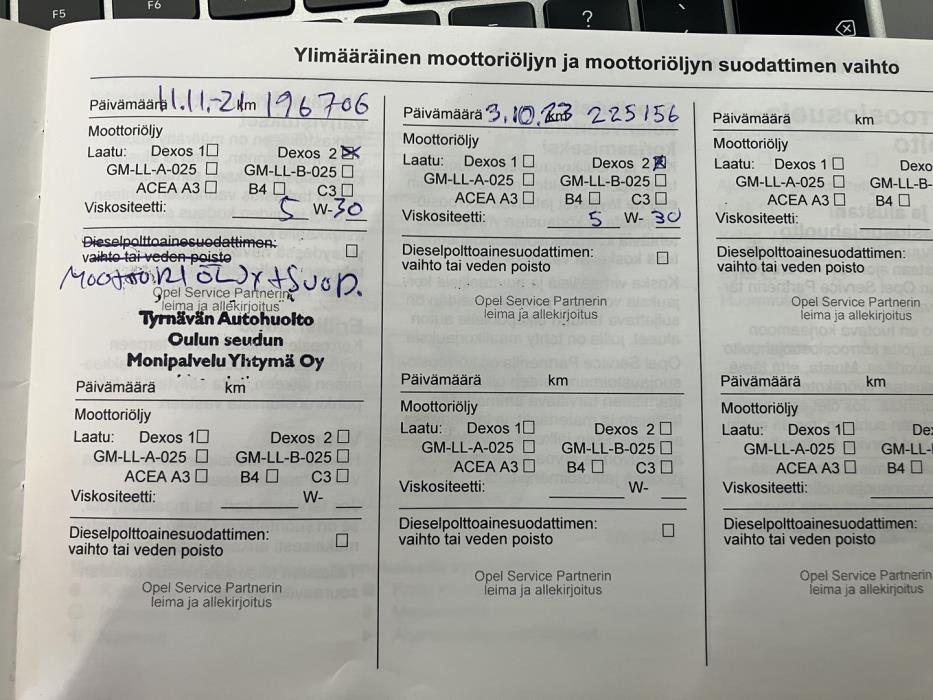 F5
F6
?
Ylimääräinen moottoriöljyn ja moottoriöljyn suodattimen vaihto
Päivämäärä 11.11.-21 km 196706
Moottoriöljy
Laatu: Dexos 1 Dexos 2
GM-LL-A-025 GM-LL-B-025
ACEA A3 B4 C3
Viskositeetti: 5 W-30
Dieselpolttoainesuodattimen:
vaihto tai veden poisto
Opel Service Partnerin
leima ja allekirjoitus
Tyrnävän Autohuolto
Oulun seudun
Monipalvelu Yhtymä Oy
Päivämäärä km
Moottoriöljy
Laatu: Dexos 1 Dexos 2
GM-LL-A-025 GM-LL-B-025
ACEA A3 B4 C3
Viskositeetti: W-
Dieselpolttoainesuodattimen:
vaihto tai veden poisto
Opel Service Partnerin
leima ja allekirjoitus
Päivämäärä 3.10.23 km 225156
Moottoriöljy
Laatu: Dexos 1 Dexos 2
GM-LL-A-025 GM-LL-B-025
ACEA A3 B4 C3
Viskositeetti: 5 W- 30
Dieselpolttoainesuodattimen:
vaihto tai veden poisto
Opel Service Partnerin
leima ja allekirjoitus
Päivämäärä km
Moottoriöljy
Laatu: Dexos 1 Dexos 2
GM-LL-A-025 GM-LL-B-025
ACEA A3 B4 C3
Viskositeetti: W-
Dieselpolttoainesuodattimen:
vaihto tai veden poisto
Opel Service Partnerin
leima ja allekirjoitus
Päivämäärä km
Moottoriöljy
Laatu: Dexos 1 Dexo
GM-LL-A-025 GM-LL-B-
ACEA A3 B4
Viskositeetti:
Dieselpolttoainesuodattimen:
vaihto tai veden poisto
Opel Service Partnerin
leima ja allekirjoitus
Päivämäärä km
Moottoriöljy
Laatu: Dexos 1 De
GM-LL-A-025 GM-LL-
ACEA A3 B4
Viskositeetti:
Dieselpolttoainesuodattimen:
vaihto tai veden poisto
Opel Service Partnerin
leima ja allekirjoitus